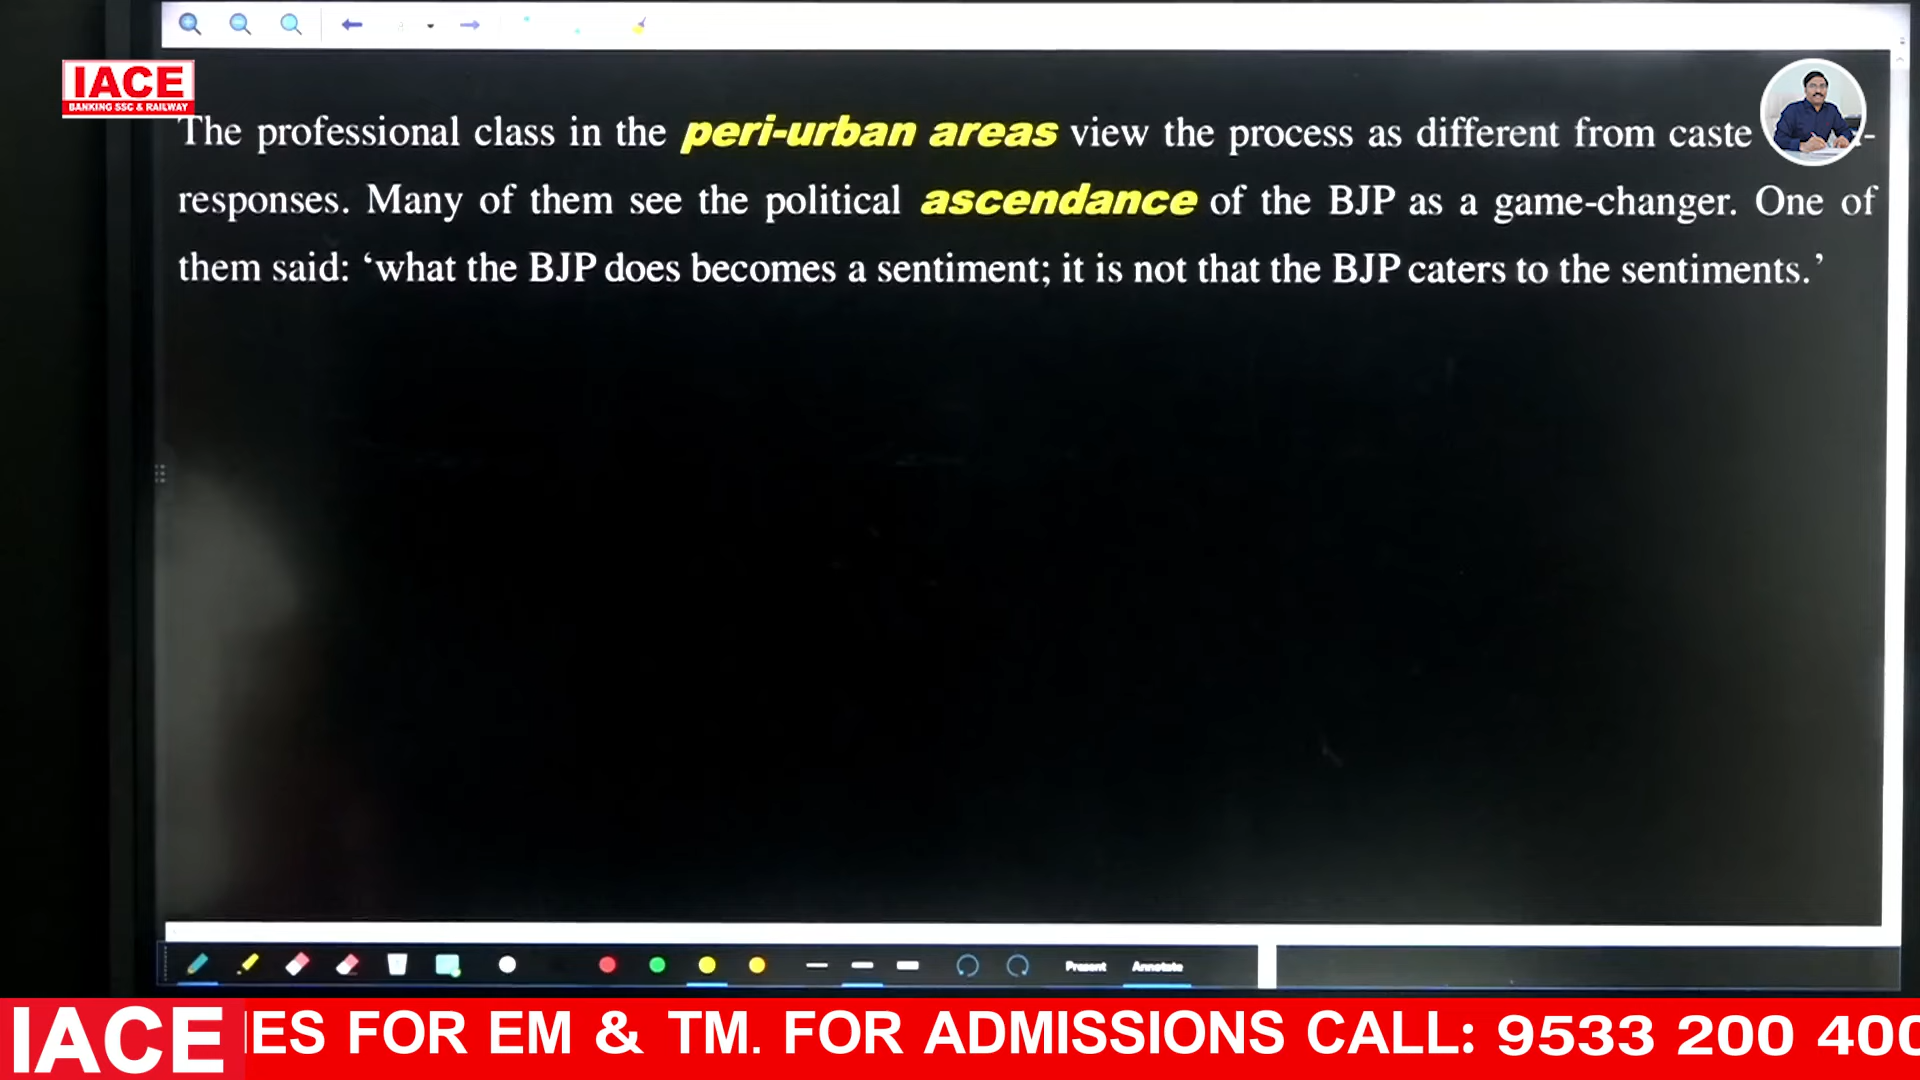 IACE
BANKING SSC & RAILWAY
The professional class in the peri-urban areas view the process as different from caste
responses. Many of them see the political ascendance of the BJP as a game-changer. One of
them said: ‘what the BJP does becomes a sentiment; it is not that the BJP caters to the sentiments.’
Present Annotate
IACE
IES FOR EM & TM. FOR ADMISSIONS CALL: 9533 200 400